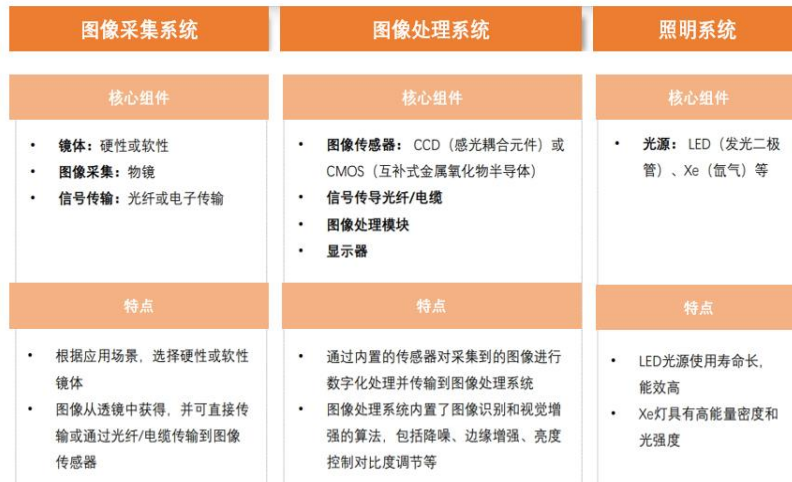 图像采集系统
图像处理系统
照明系统
核心组件
核心组件
核心组件
• 镜体：硬性或软性
• 图像采集：物镜
• 信号传输：光纤或电子传输
• 图像传感器： CCD（感光耦合元件）或
CMOS（互补式金属氧化物半导体）
• 信号传导光纤/电缆
• 图像处理模块
• 显示器
• 光源： LED（发光二极
管）、Xe（氙气）等
特点
特点
特点
• 根据应用场景，选择硬性或软性
镜体
• 图像从透镜中获得，并可直接传
输或通过光纤/电缆传输到图像
传感器
• 通过内置的传感器对采集到的图像进行
数字化处理并传输到图像处理系统
• 图像处理系统内置了图像识别和视觉增
强的算法，包括降噪、边缘增强、亮度
控制对比度调节等
• LED光源使用寿命长，
能效高
• Xe灯具有高能量密度和
光强度